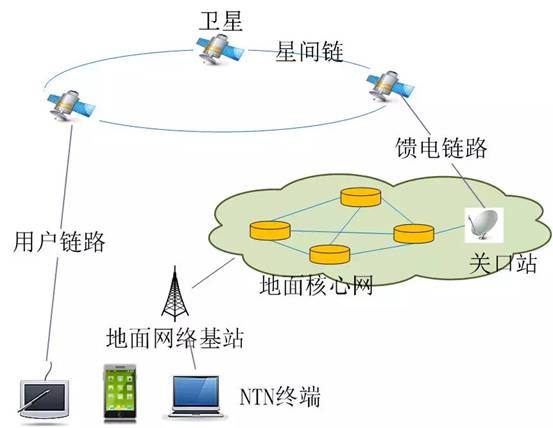 卫星
星间链
馈电链路
用户链路
关口站
地面核心网
地面网络基站
NTN终端